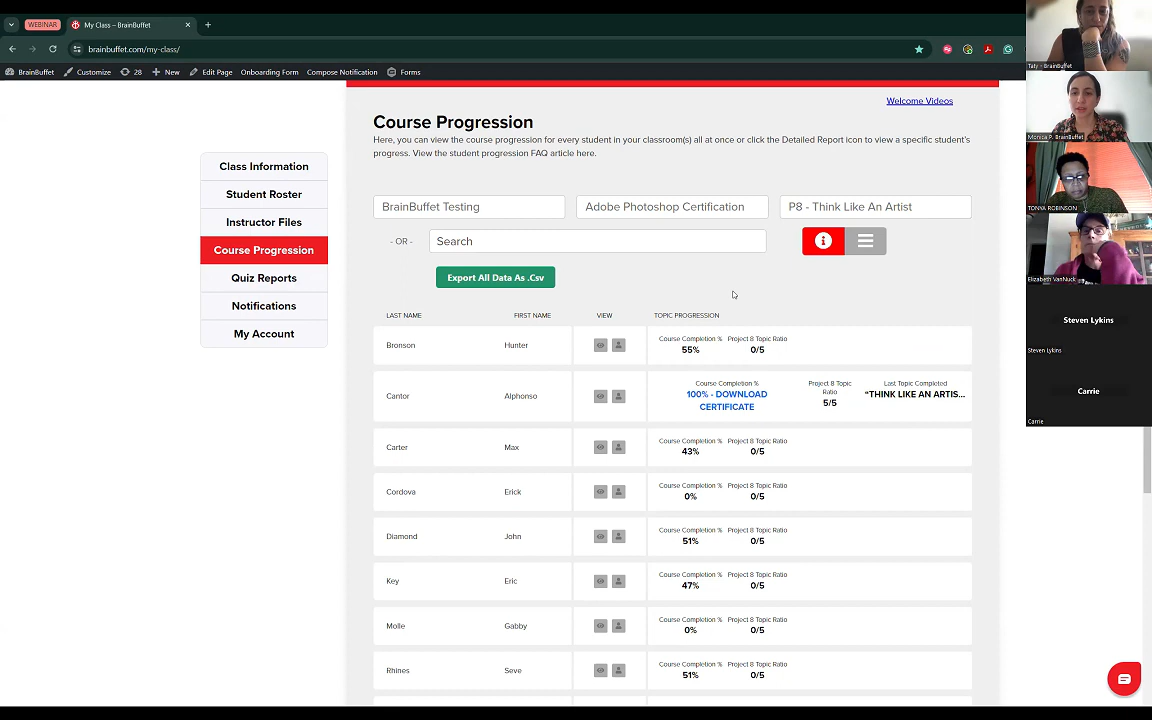 WEBINAR
My Class – BrainBuffet
brainbuffet.com/my-class/
BrainBuffet
Customize
28
New
Edit Page
Onboarding Form
Compose Notification
Forms
Welcome Videos
Course Progression
Here, you can view the course progression for every student in your classroom(s) all at once or click the Detailed Report icon to view a specific student's
progress. View the student progression FAQ article here.
Class Information
Student Roster
Instructor Files
Course Progression
Quiz Reports
Notifications
My Account
BrainBuffet Testing
Adobe Photoshop Certification
P8 - Think Like An Artist
- OR -
Search
Export All Data As .Csv
LAST NAME FIRST NAME VIEW TOPIC PROGRESSION
Bronson Hunter
Course Completion % Project 8 Topic Ratio
55% 0/5
Cantor Alphonso
Course Completion %
100% - DOWNLOAD
CERTIFICATE
Project 8 Topic
Ratio
5/5
Last Topic Completed
“THINK LIKE AN ARTIS...
Carter Max
Course Completion % Project 8 Topic Ratio
43% 0/5
Cordova Erick
Course Completion % Project 8 Topic Ratio
0% 0/5
Diamond John
Course Completion % Project 8 Topic Ratio
51% 0/5
Key Eric
Course Completion % Project 8 Topic Ratio
47% 0/5
Molle Gabby
Course Completion % Project 8 Topic Ratio
0% 0/5
Rhines Seve
Course Completion % Project 8 Topic Ratio
51% 0/5
Taty - BrainBuffet
Monica P. BrainBuffet
TONYA ROBINSON
Elizabeth VanNuck
Steven Lykins
Steven Lykins
Carrie
Carrie